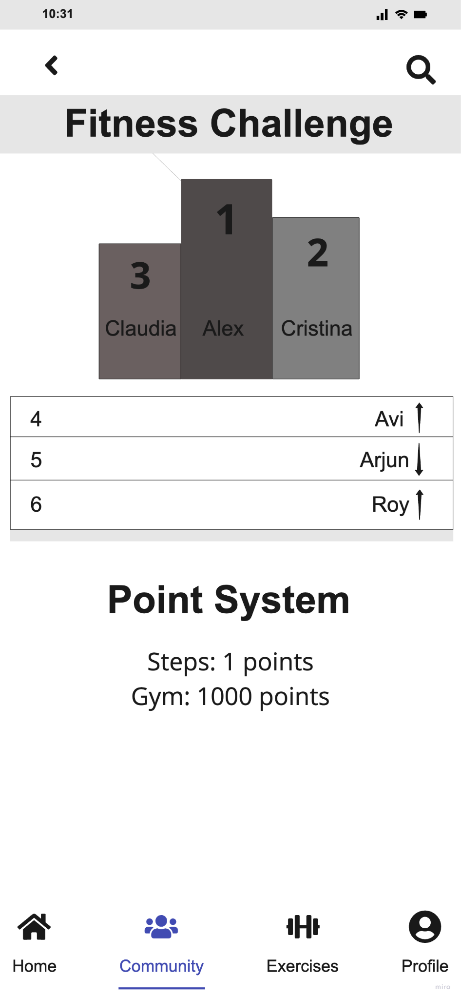 10:31
Fitness Challenge
1
2
3
Claudia Alex Cristina
4 Avi
5 Arjun
6 Roy
Point System
Steps: 1 points
Gym: 1000 points
Home Community Exercises Profile
miro